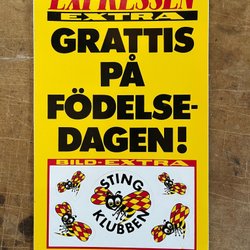 EXPRESSEN
EXTRA
GRATTIS
PÅ
FÖDELSE-
DAGEN!
BILD-EXTRA
STING
KLUBBEN